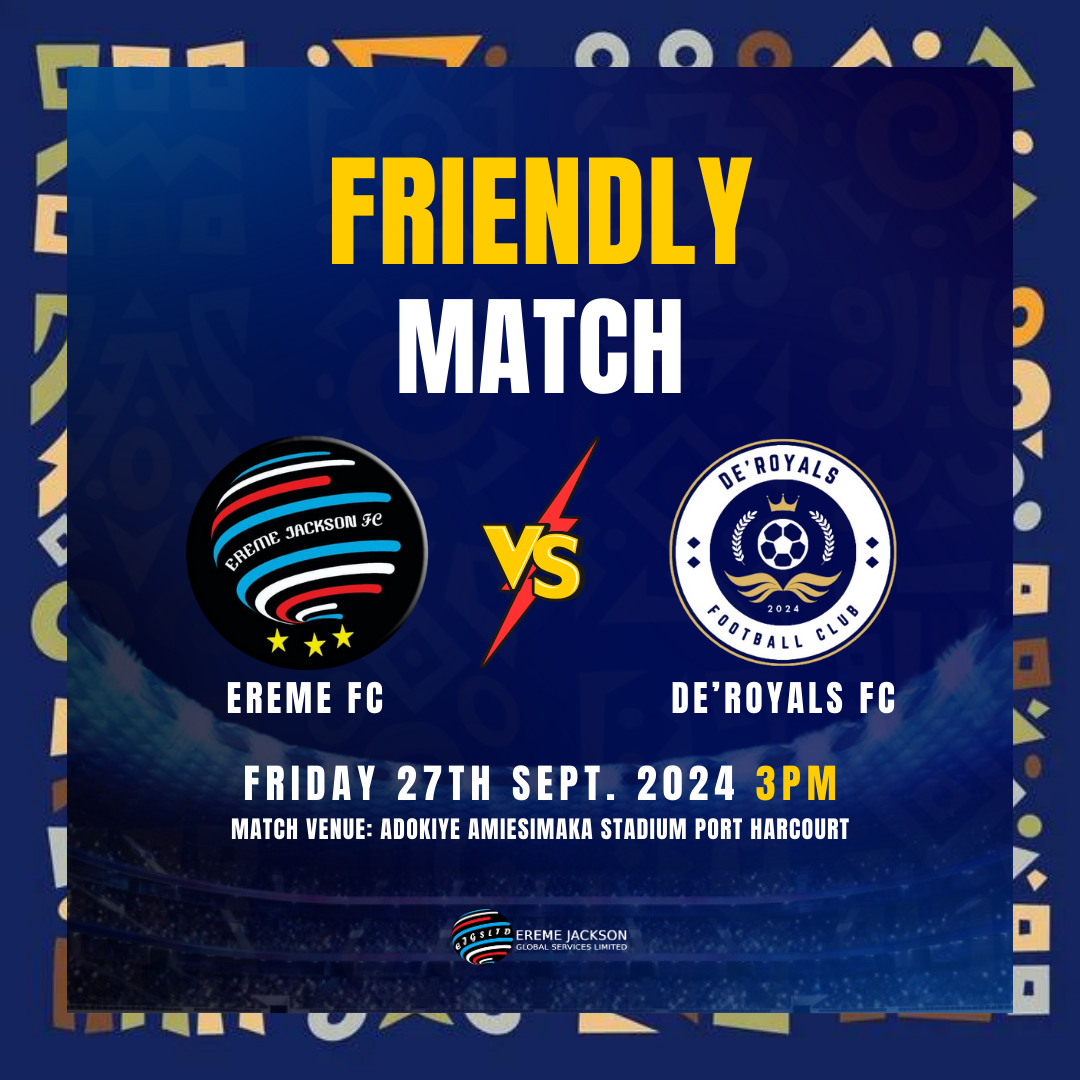 FRIENDLY
MATCH
EREME JACKSON FC
VS
DE'ROYALS
2024
FOOTBALL CLUB
EREME FC
DE'ROYALS FC
FRIDAY 27TH SEPT. 2024 3PM
MATCH VENUE: ADOKIYE AMIESIMAKA STADIUM PORT HARCOURT
EJGSLTD
EREME JACKSON
GLOBAL SERVICES LIMITED